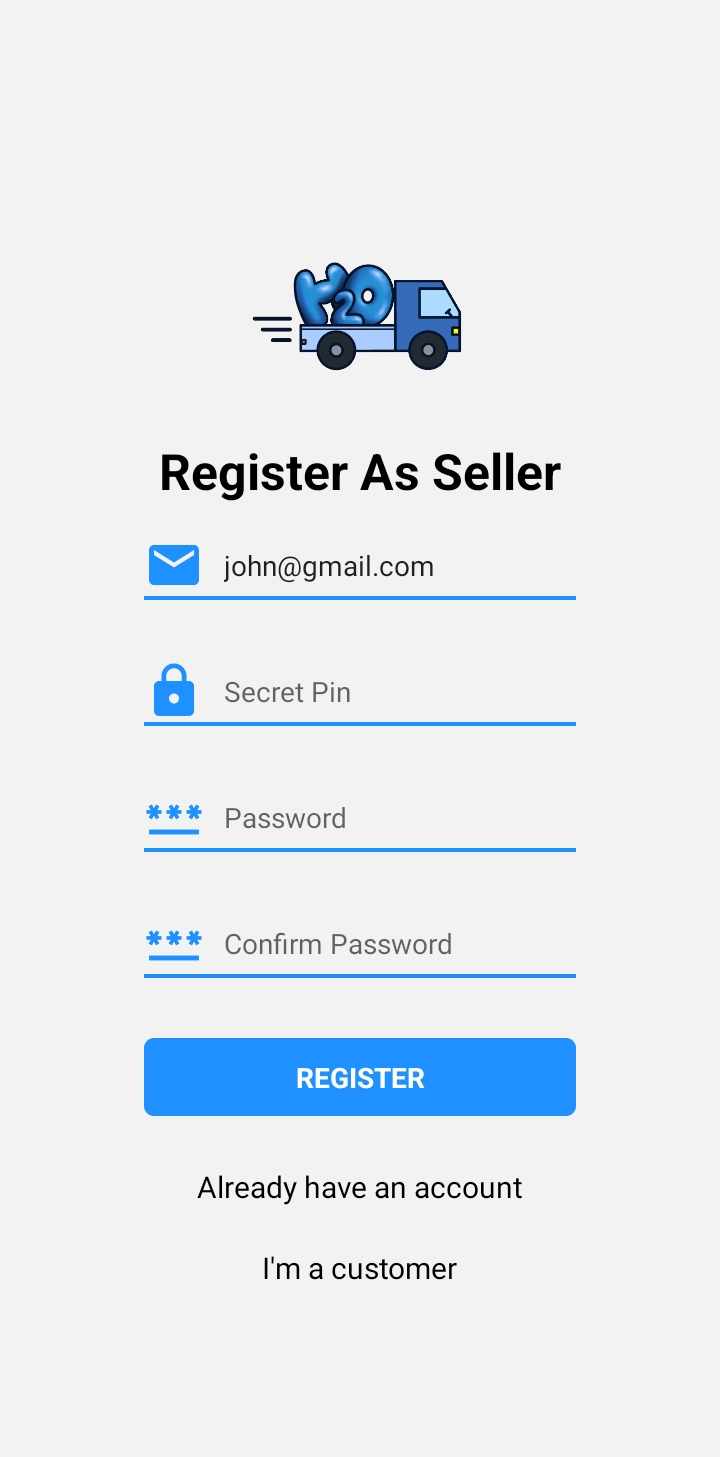 H2O
Register As Seller
john@gmail.com
Secret Pin
Password
Confirm Password
REGISTER
Already have an account
I'm a customer